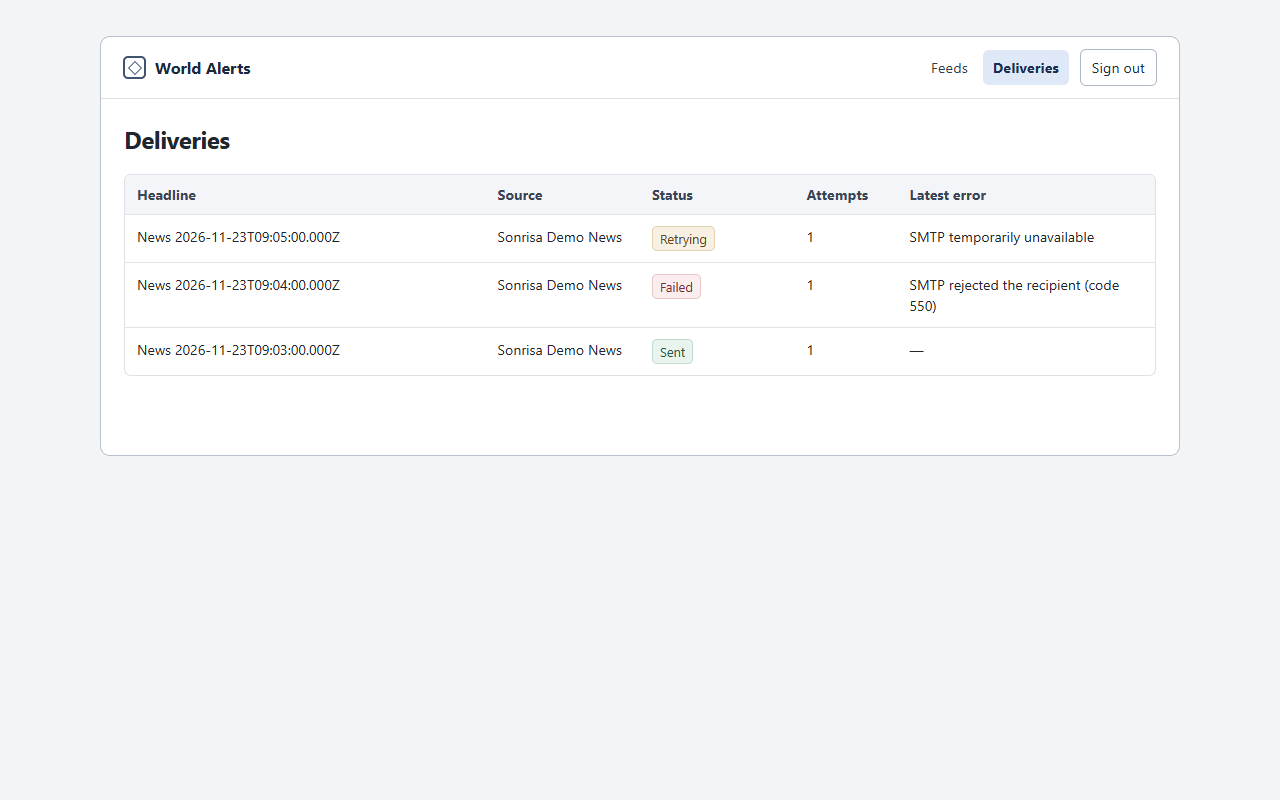 World Alerts
Feeds
Deliveries
Sign out
Deliveries
Headline Source Status Attempts Latest error
News 2026-11-23T09:05:00.000Z Sonrisa Demo News Retrying 1 SMTP temporarily unavailable
News 2026-11-23T09:04:00.000Z Sonrisa Demo News Failed 1 SMTP rejected the recipient (code
550)
News 2026-11-23T09:03:00.000Z Sonrisa Demo News Sent 1 —